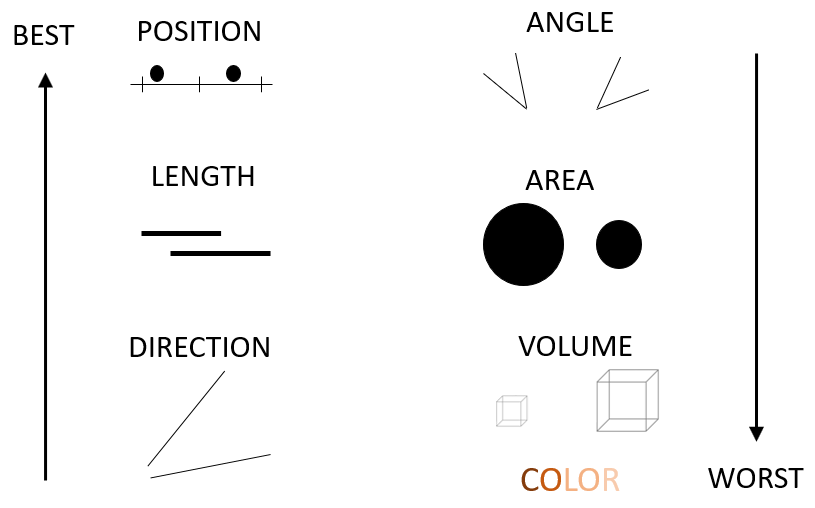 BEST
POSITION
LENGTH
DIRECTION
ANGLE
AREA
VOLUME
COLOR
WORST